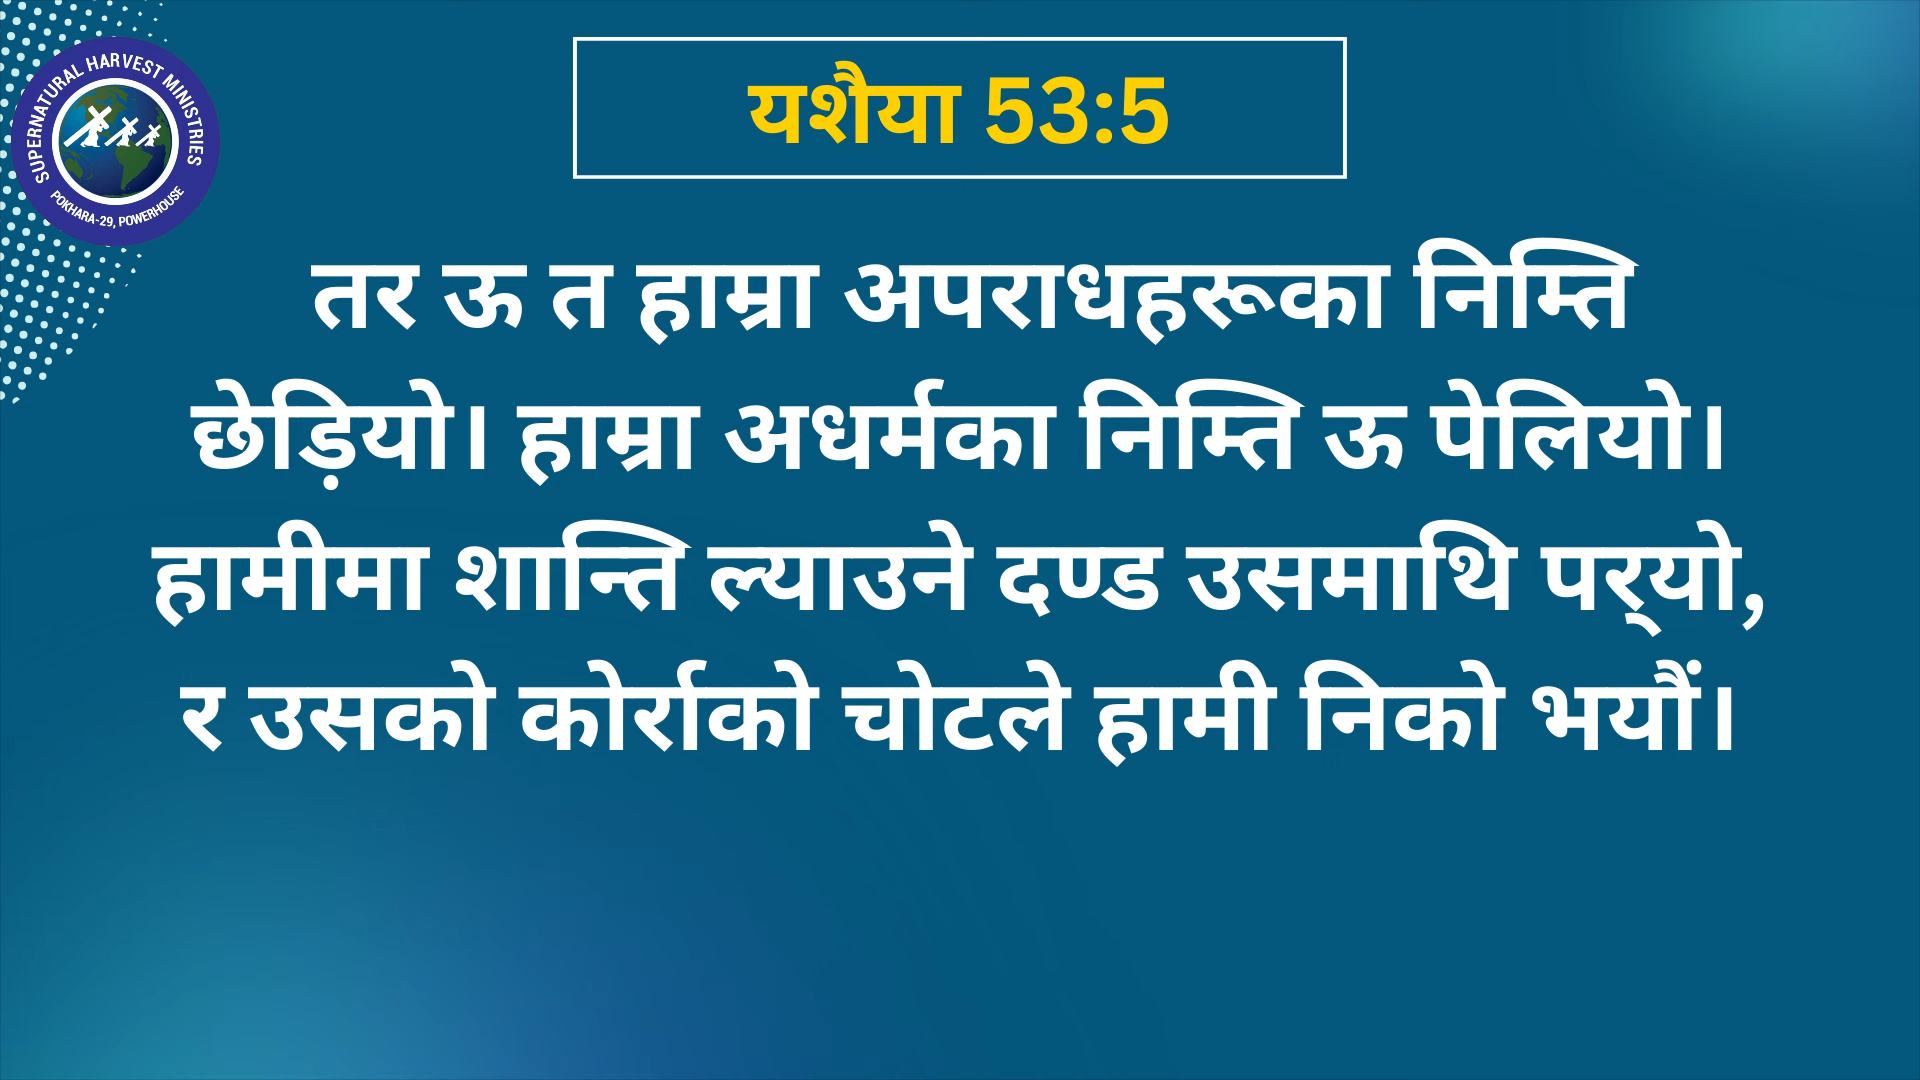 SUPERNATURAL HARVEST MINISTRIES
POKHARA-29, POWERHOUSE
यशैया 53:5
तर ऊ त हाम्रा अपराधहरूका निम्ति
छेड़ियो। हाम्रा अधर्मका निम्ति ऊ पेलियो।
हामीमा शान्ति ल्याउने दण्ड उसमाथि पर्‍यो,
र उसको कोर्राको चोटले हामी निको भयौं।